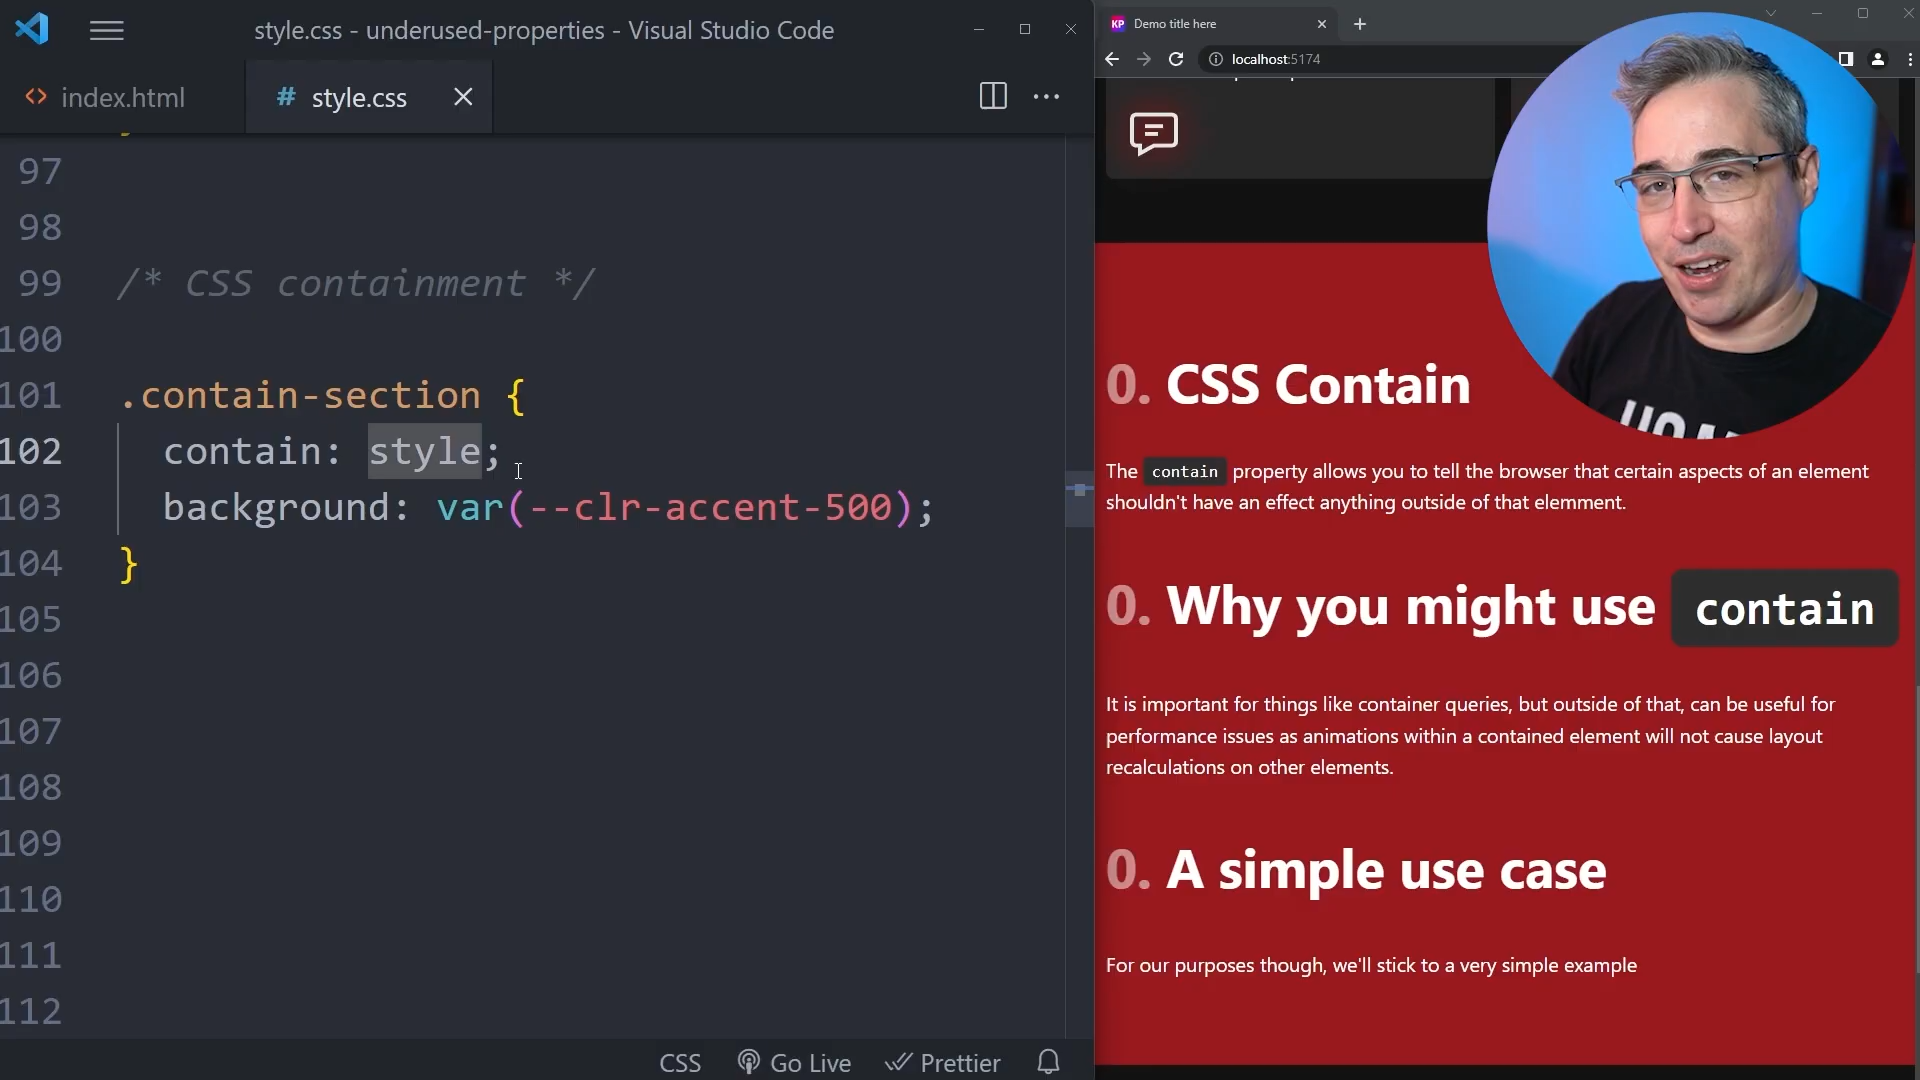 style.css - underused-properties - Visual Studio Code
<> index.html
# style.css
97
98
99 /* CSS containment */
100
101 .contain-section {
102 contain: style;
103 background: var(--clr-accent-500);
104 }
105
106
107
108
109
110
111
112
CSS Go Live Prettier
KP Demo title here
localhost:5174
0. CSS Contain
The contain property allows you to tell the browser that certain aspects of an element
shouldn't have an effect anything outside of that elemment.
0. Why you might use contain
It is important for things like container queries, but outside of that, can be useful for
performance issues as animations within a contained element will not cause layout
recalculations on other elements.
0. A simple use case
For our purposes though, we'll stick to a very simple example